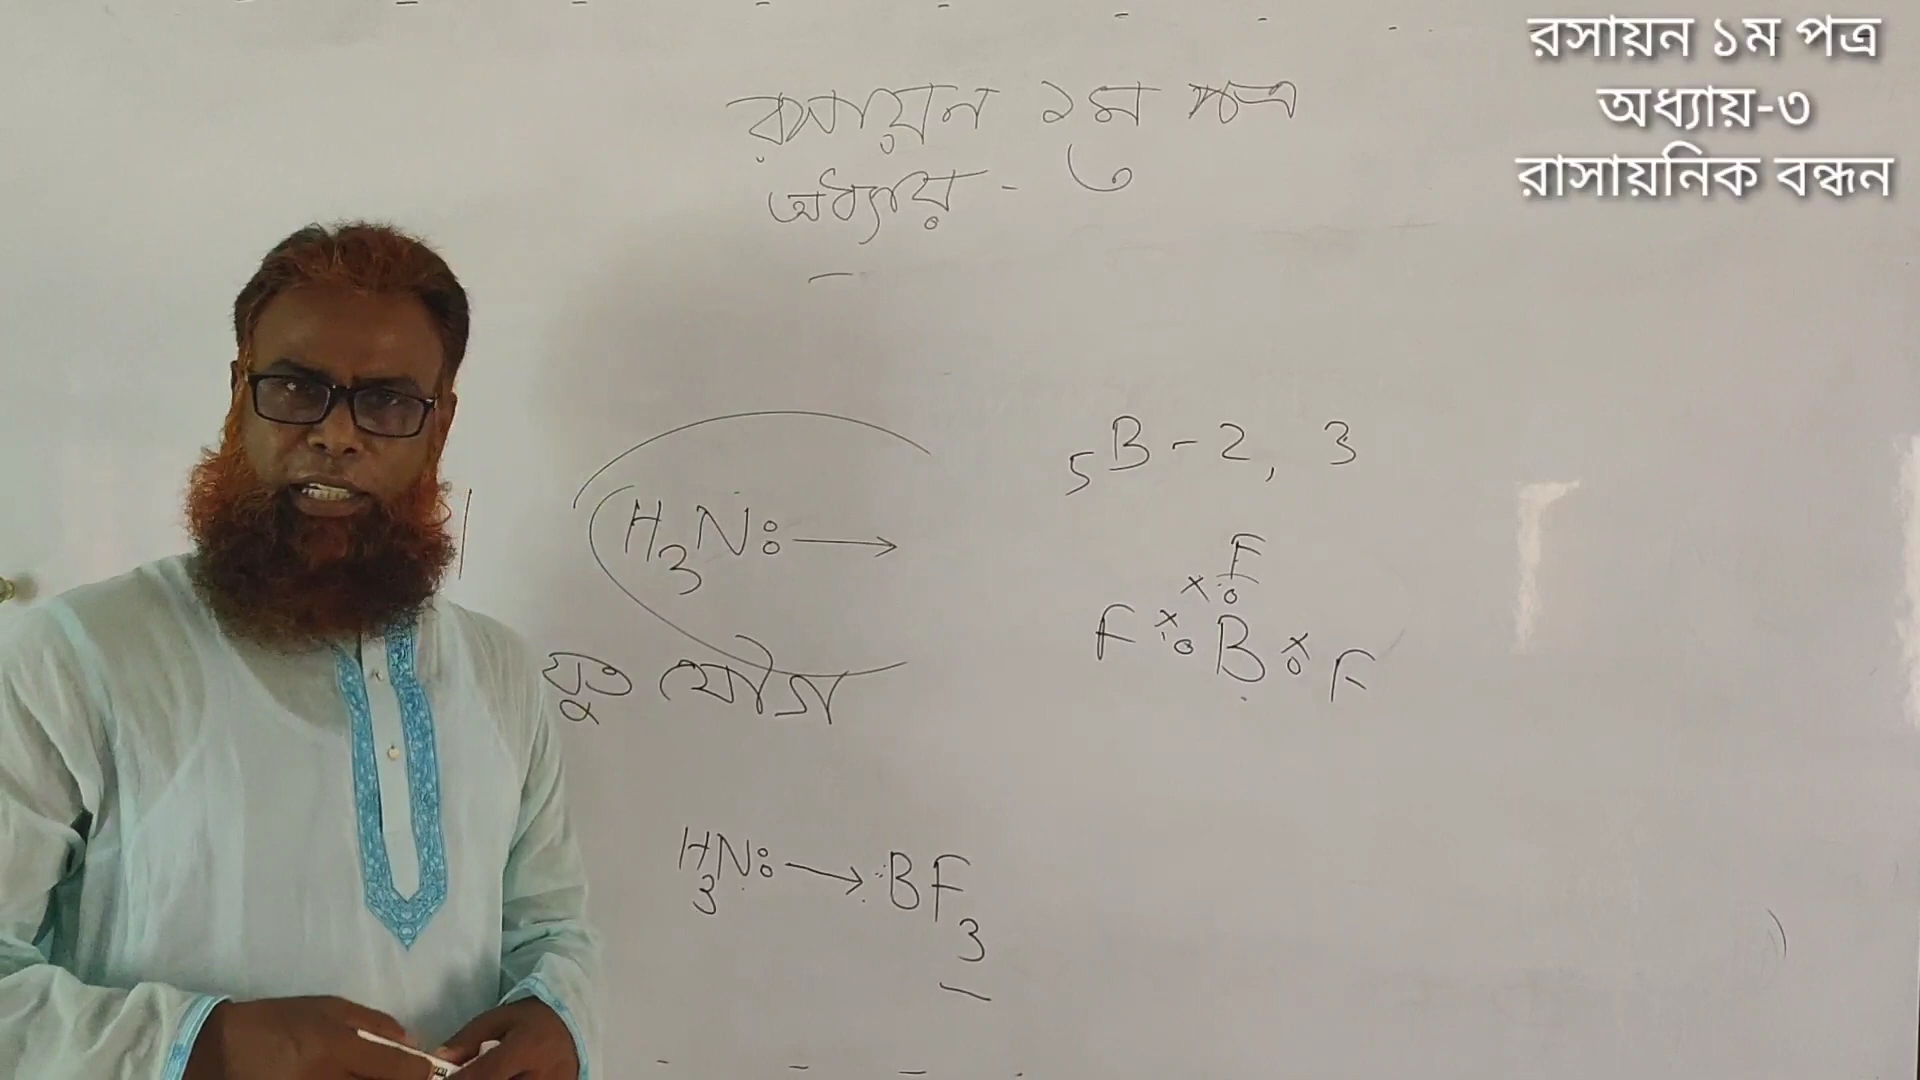 রসায়ন ১ম পত্র
অধ্যায়-৩
রাসায়নিক বন্ধন
রসায়ন ১ম পত্র
অধ্যায় - ৩
H₃N: →
₅B - 2, 3
F
F B F
যুত যৌগ
H₃N: → BF₃